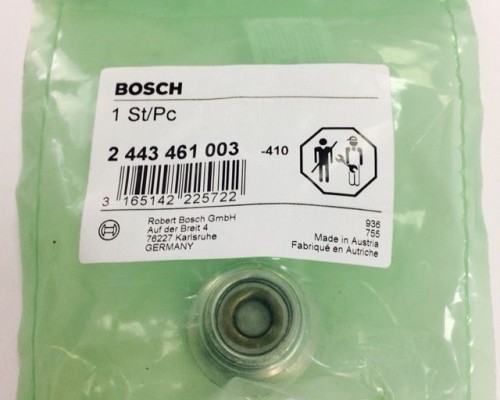 BOSCH
1 St/Pc
2 443 461 003 -410
3 165142 225722
Robert Bosch GmbH
Auf der Breit 4
76227 Karlsruhe
GERMANY
936
755
Made in Austria
Fabriqué en Autriche